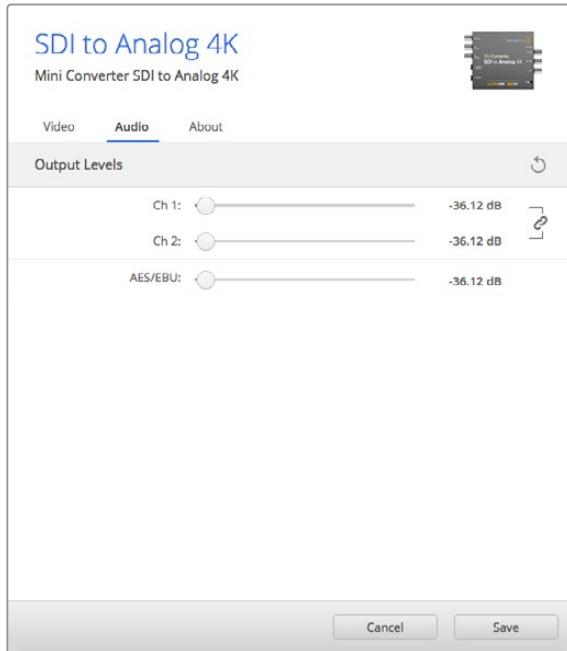 SDI to Analog 4K
Mini Converter SDI to Analog 4K
Video Audio About
Output Levels
Ch 1: -36.12 dB
Ch 2: -36.12 dB
AES/EBU: -36.12 dB
Cancel Save